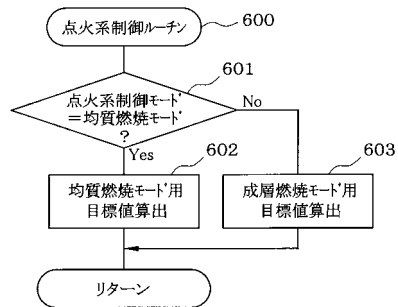 点火系制御ルーチン
600
601
点火系制御モード
＝均質燃焼モード
?
No
Yes
602
603
均質燃焼モード用
目標値算出
成層燃焼モード用
目標値算出
リターン